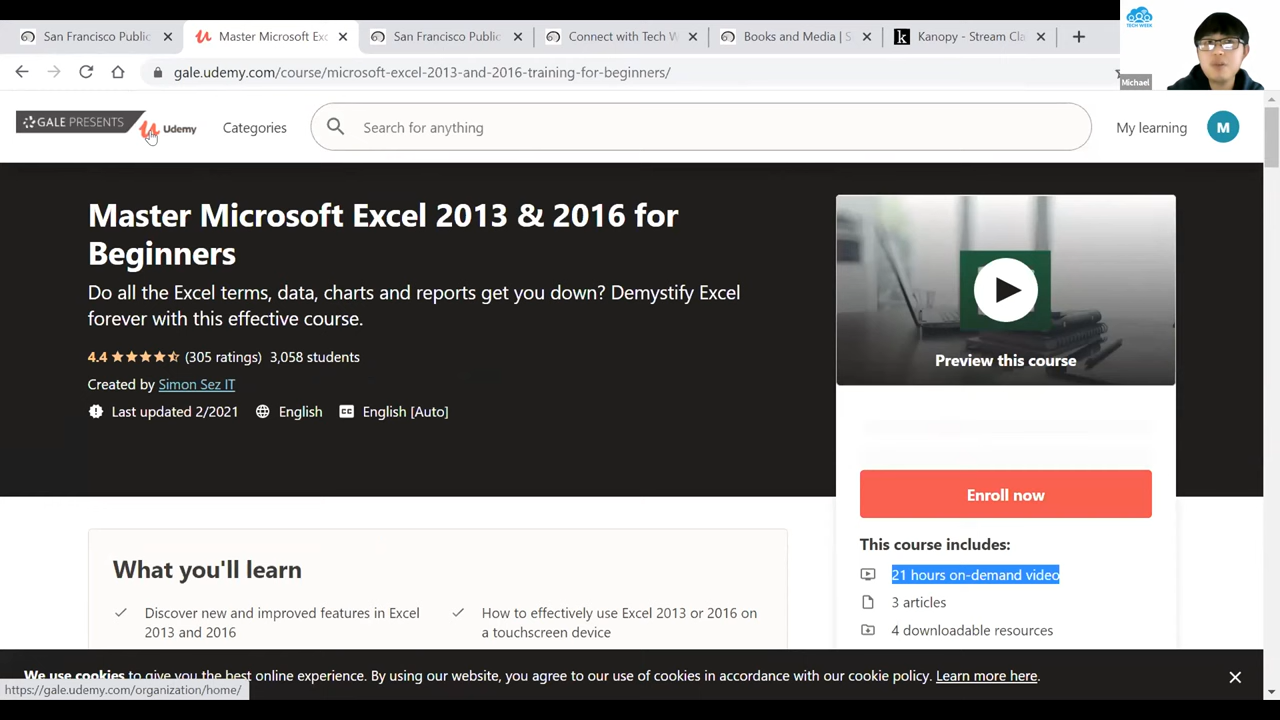 San Francisco Public
Master Microsoft Exc
San Francisco Public
Connect with Tech W
Books and Media | S
Kanopy - Stream Cla
TECH WEEK
Michael
gale.udemy.com/course/microsoft-excel-2013-and-2016-training-for-beginners/
GALE PRESENTS
Udemy
Categories
Search for anything
My learning
M
Master Microsoft Excel 2013 & 2016 for
Beginners
Do all the Excel terms, data, charts and reports get you down? Demystify Excel
forever with this effective course.
4.4 (305 ratings) 3,058 students
Created by Simon Sez IT
Last updated 2/2021 English CC English [Auto]
Preview this course
Enroll now
This course includes:
21 hours on-demand video
3 articles
4 downloadable resources
What you'll learn
Discover new and improved features in Excel
2013 and 2016
How to effectively use Excel 2013 or 2016 on
a touchscreen device
We use cookies to give you the best online experience. By using our website, you agree to our use of cookies in accordance with our cookie policy. Learn more here.
https://gale.udemy.com/organization/home/